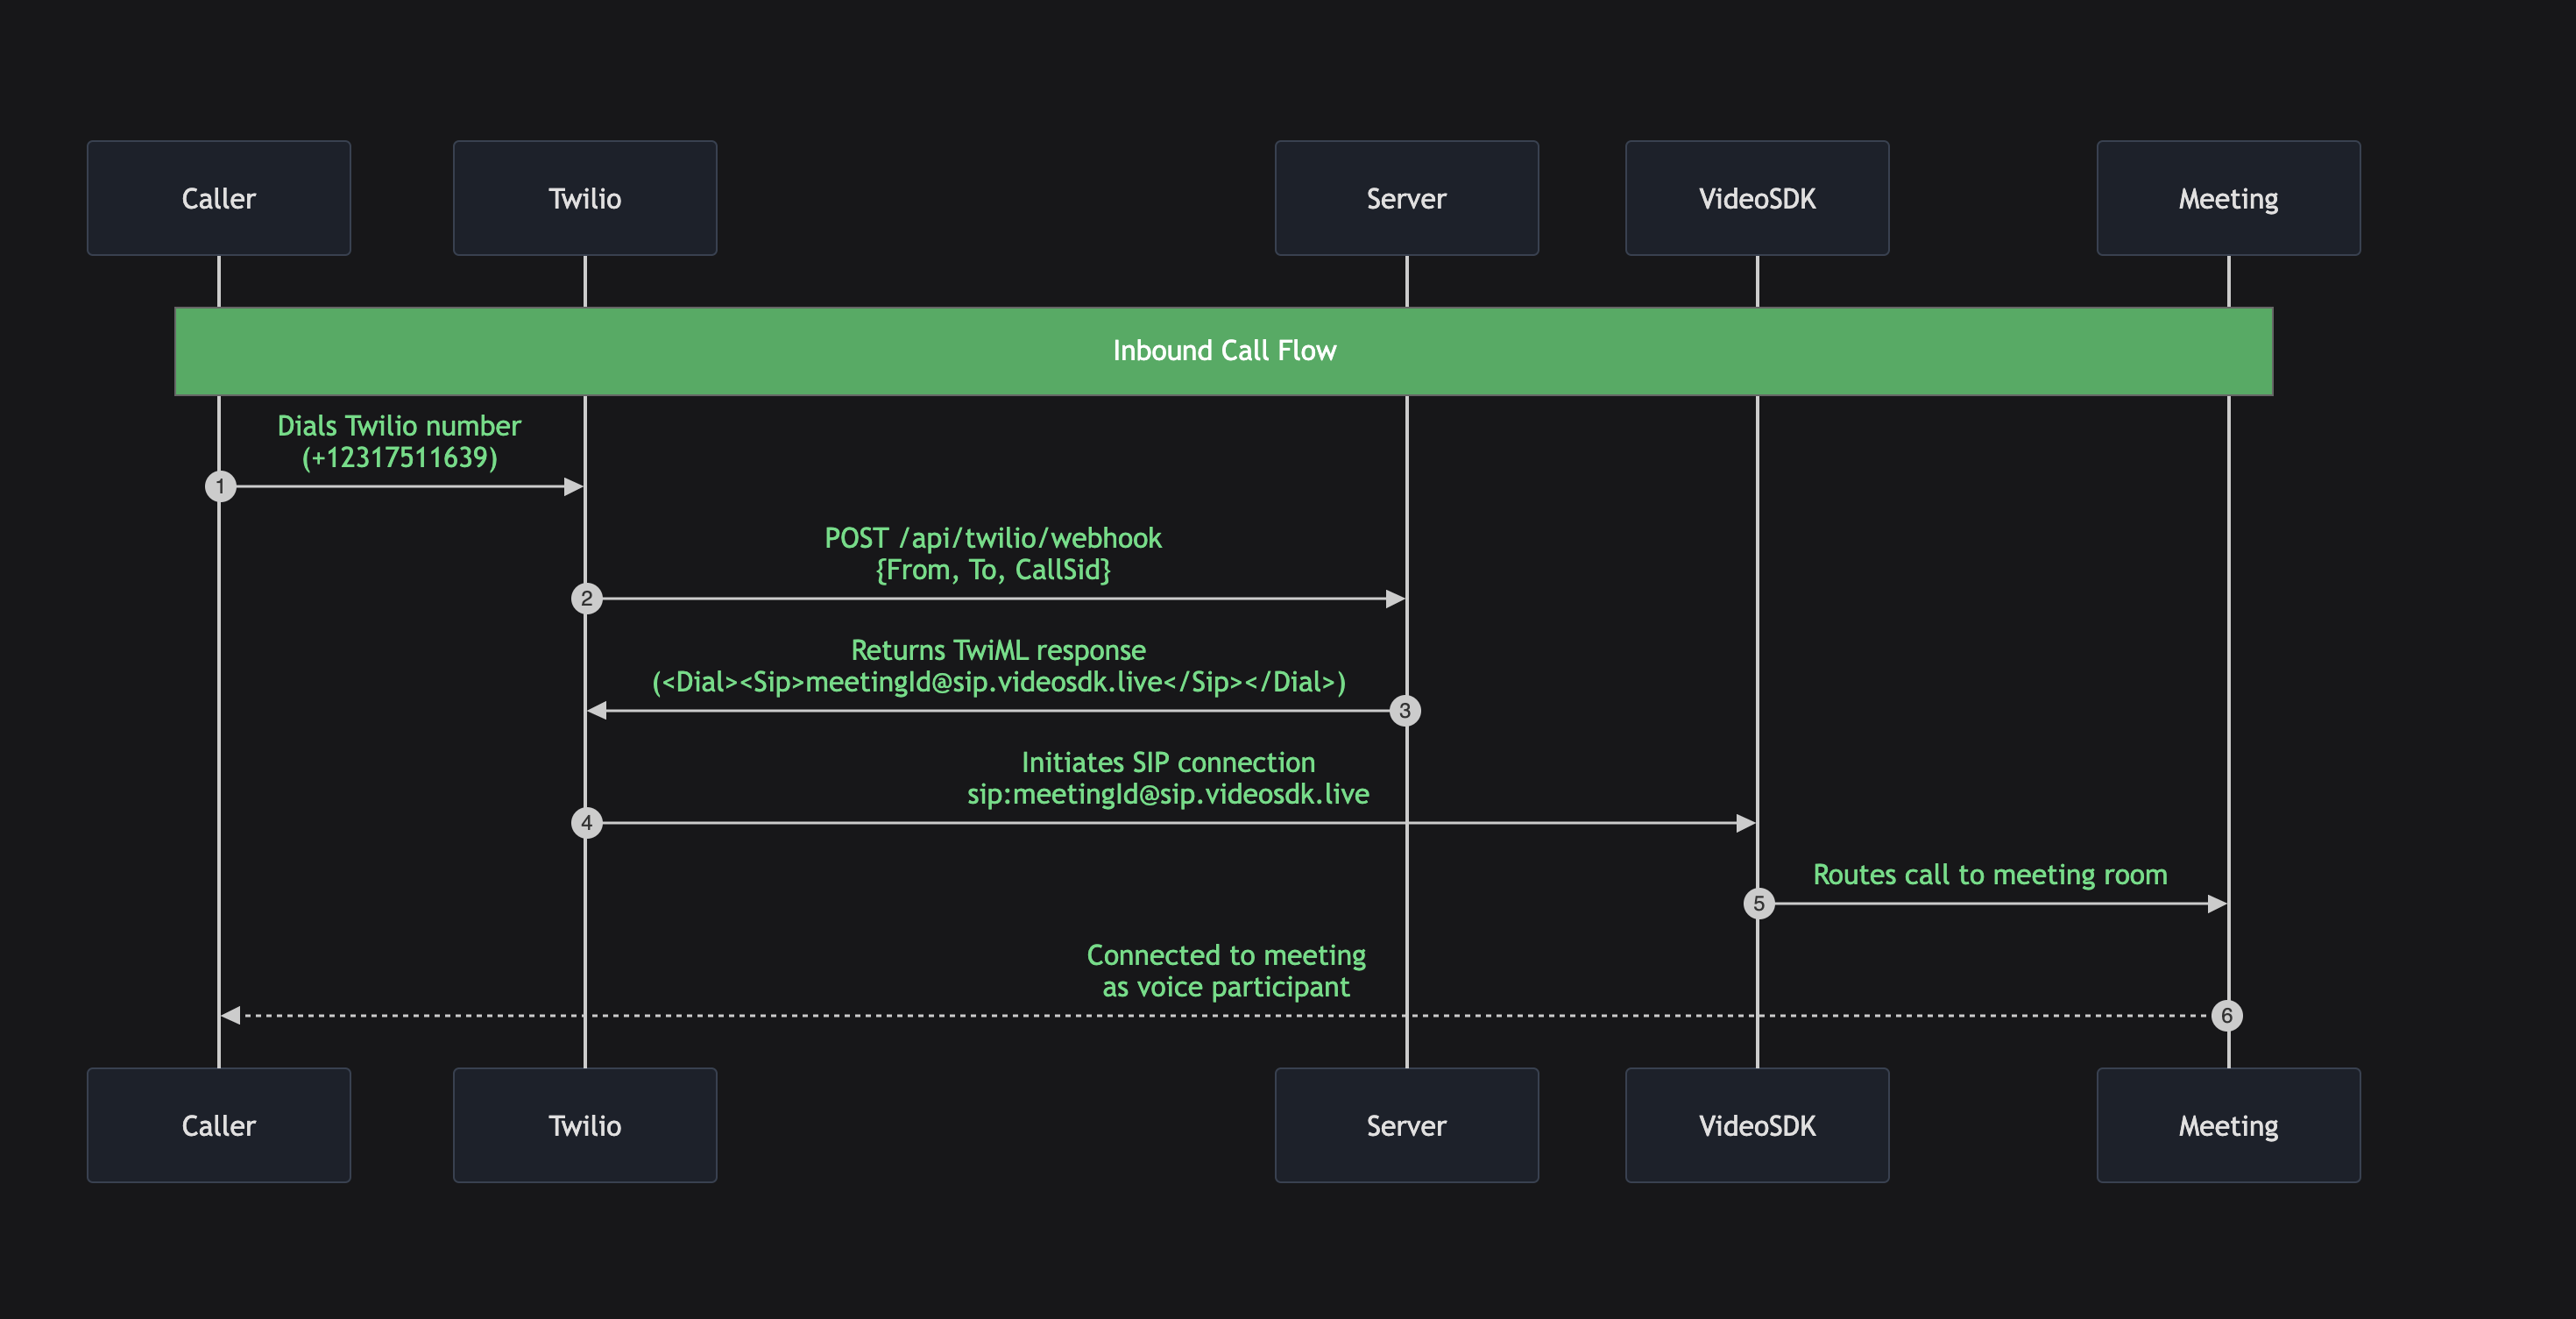 Caller
Twilio
Server
VideoSDK
Meeting
Inbound Call Flow
Dials Twilio number
(+12317511639)
1
POST /api/twilio/webhook
{From, To, CallSid}
2
Returns TwiML response
(<Dial><Sip>meetingId@sip.videosdk.live</Sip></Dial>)
3
Initiates SIP connection
sip:meetingId@sip.videosdk.live
4
Routes call to meeting room
5
Connected to meeting
as voice participant
6
Caller
Twilio
Server
VideoSDK
Meeting